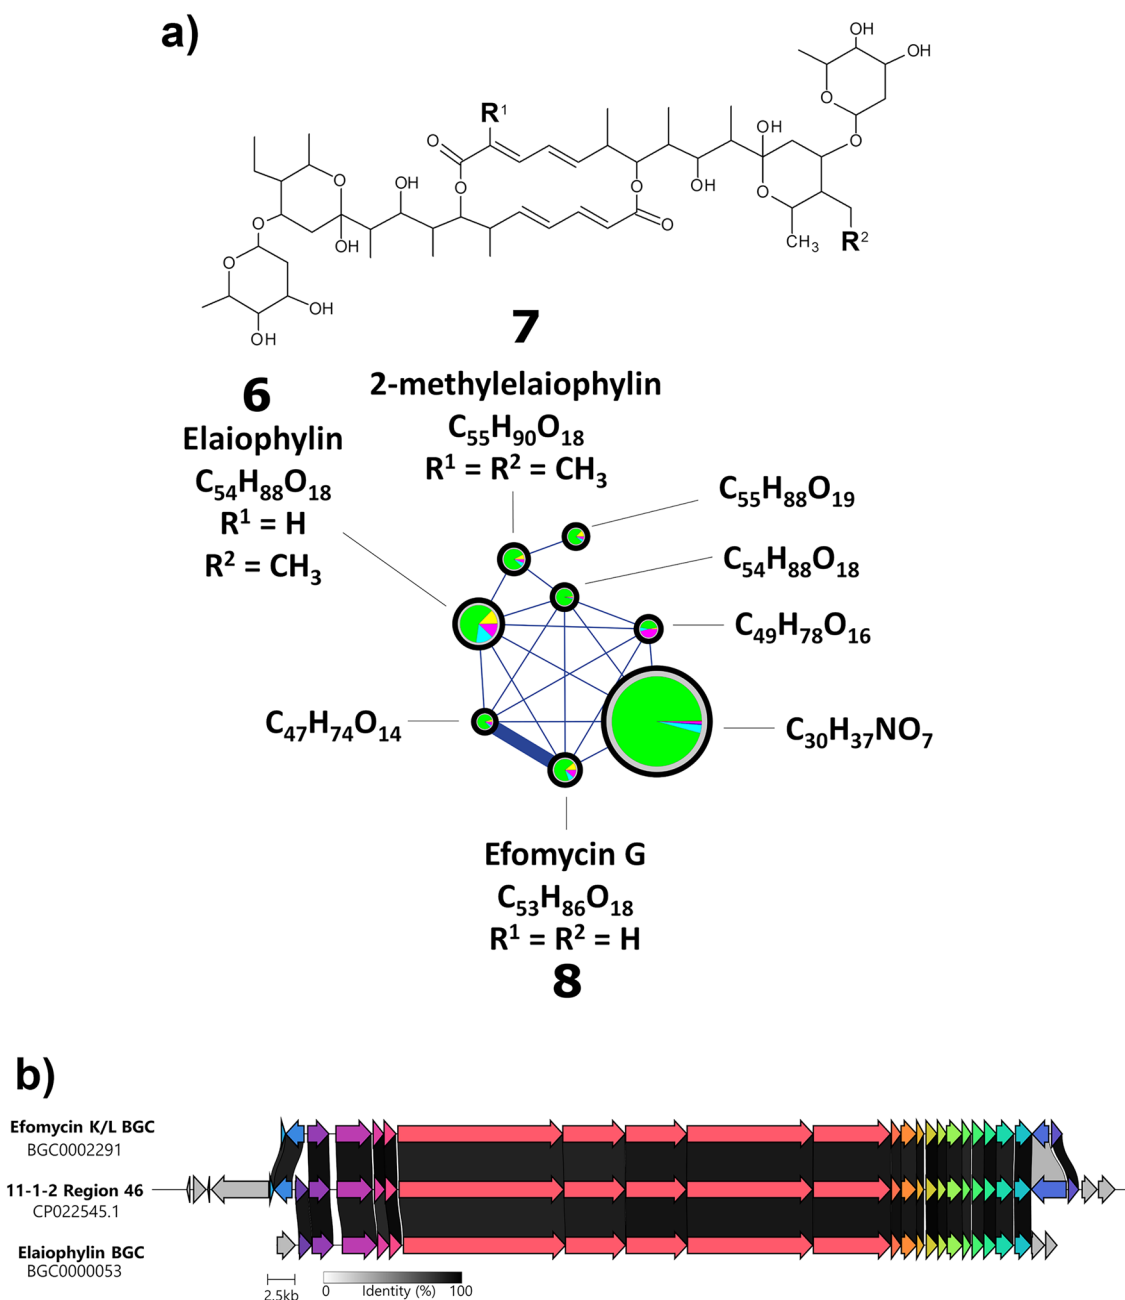 a)
OH
OH
O
R¹
OH
O
O
O
O
OH
O
OH
O
OH
O
O
OH
CH₃
R²
O
OH
OH
7
2-methylelaiophylin
C₅₅H₉₀O₁₈
R¹ = R² = CH₃
6
Elaiophylin
C₅₄H₈₈O₁₈
R¹ = H
R² = CH₃
C₅₅H₈₈O₁₉
C₅₄H₈₈O₁₈
C₄₉H₇₈O₁₆
C₄₇H₇₄O₁₄
C₃₀H₃₇NO₇
Efomycin G
C₅₃H₈₆O₁₈
R¹ = R² = H
8
b)
Efomycin K/L BGC
BGC0002291
11-1-2 Region 46
CP022545.1
Elaiophylin BGC
BGC0000053
2.5kb
0 Identity (%) 100